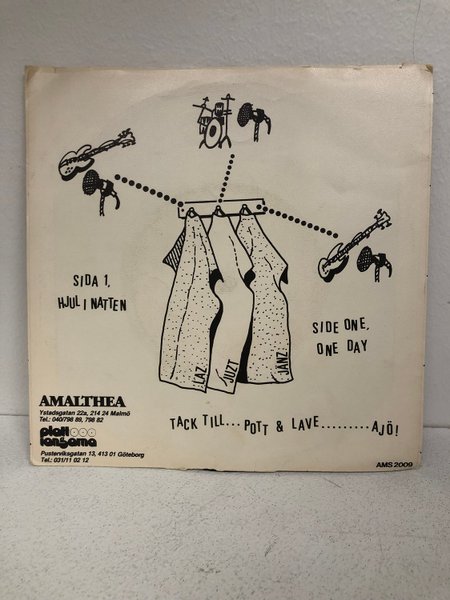 SIDA 1,
HJUL I NATTEN
SIDE ONE,
ONE DAY
LAZ
JUZT
JANZ
TACK TILL...POTT & LAVE.........AJÖ!
AMALTHEA
Ystadsgatan 22a, 214 24 Malmö
Tel.: 040/798 89, 798 82
plattlangarna
Pusterviksgatan 13, 413 01 Göteborg
Tel.: 031/11 02 12
AMS 2009